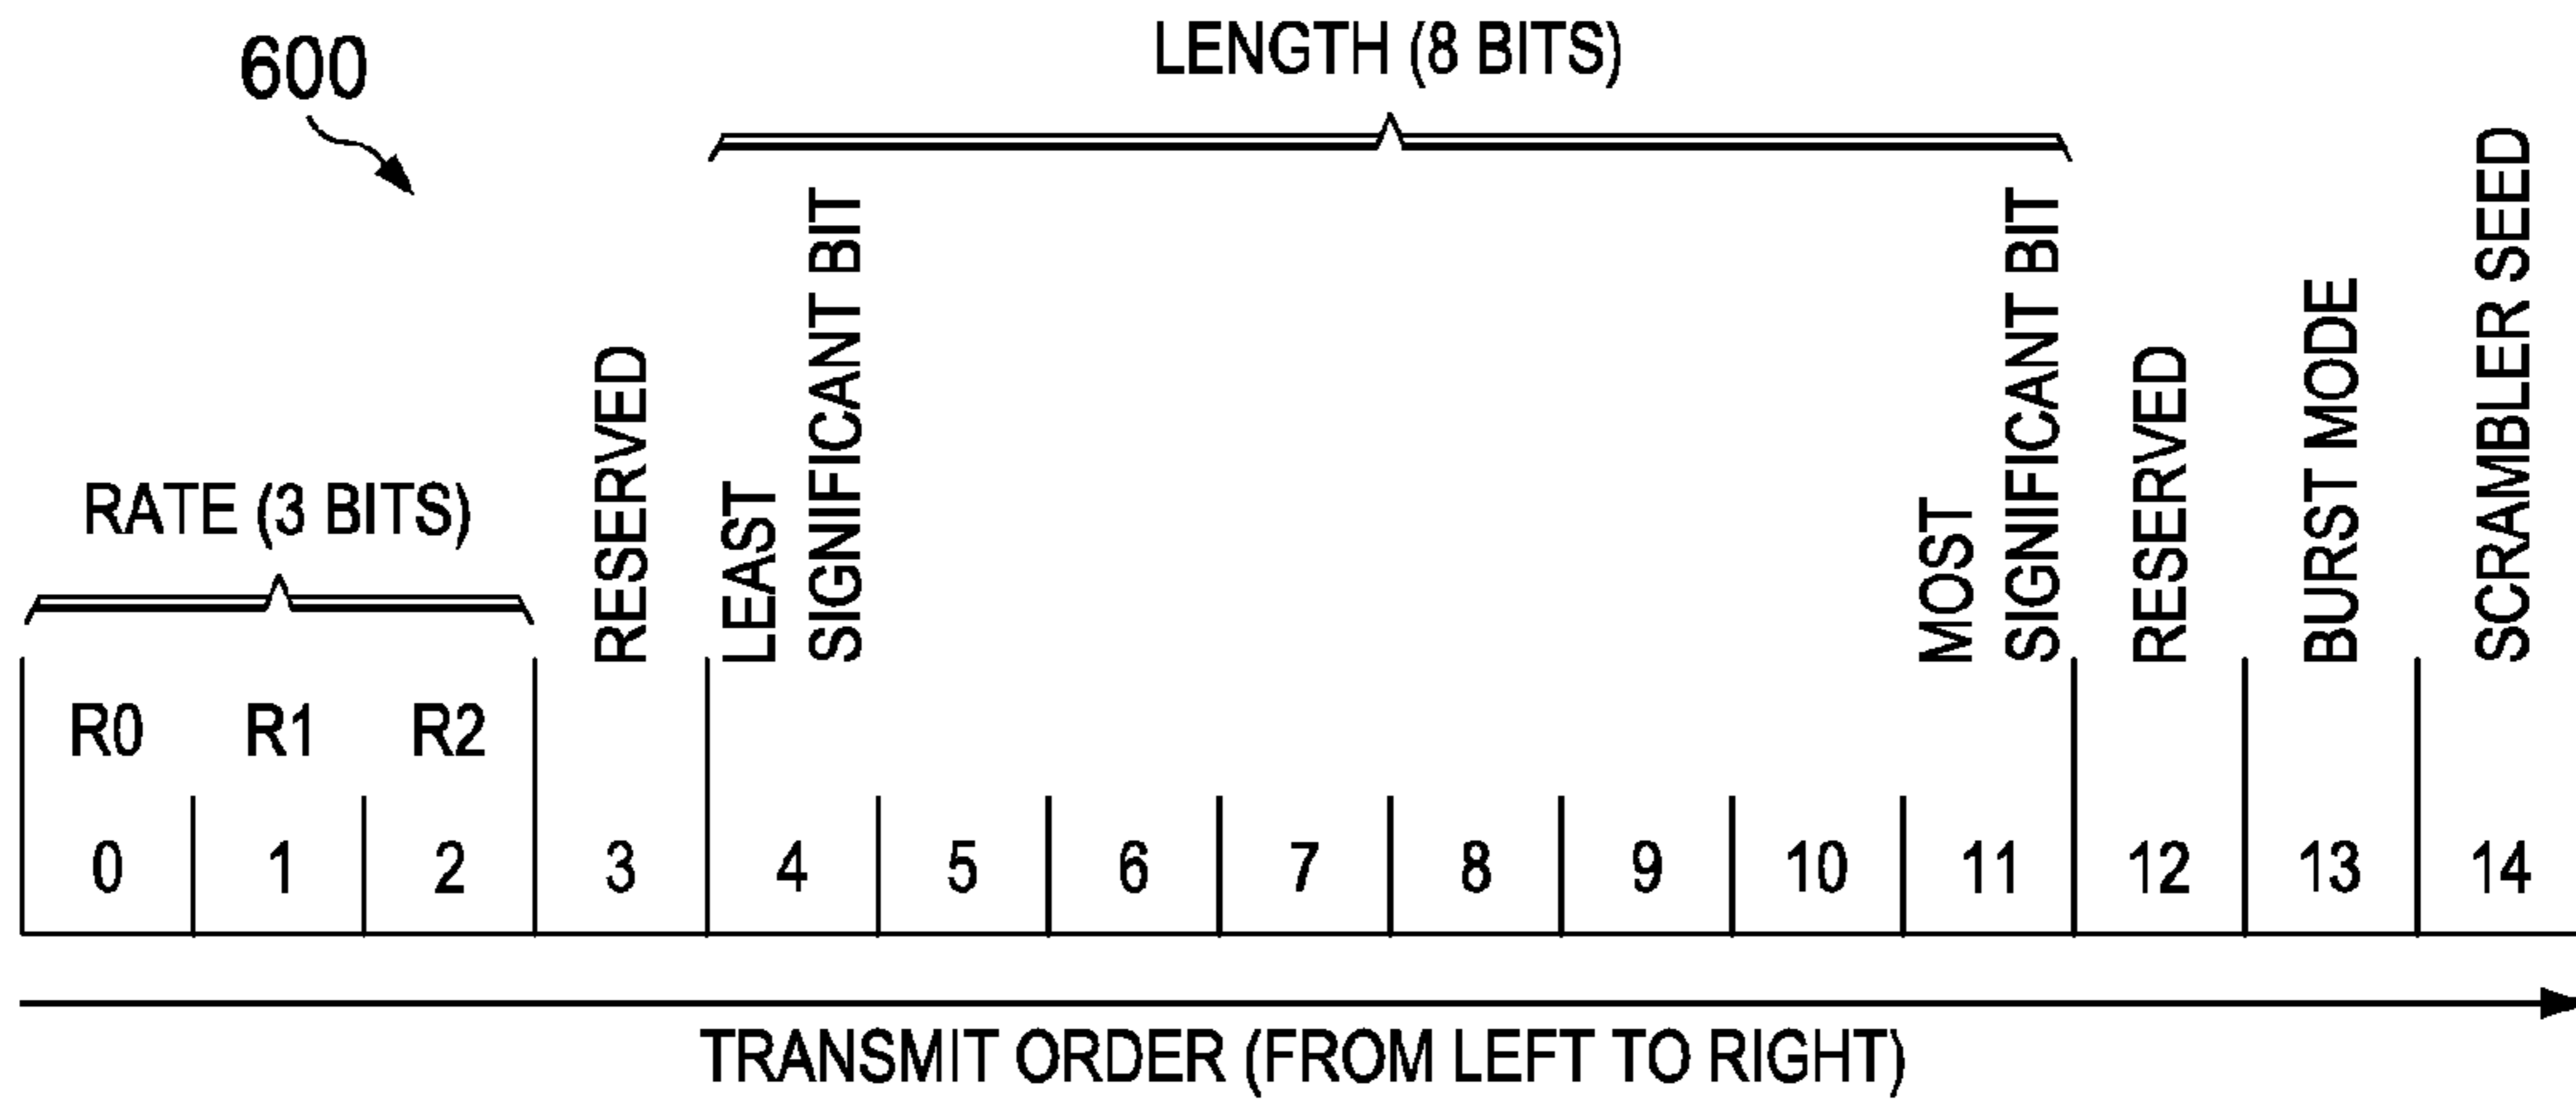 600
LENGTH (8 BITS)
RATE (3 BITS)
RESERVED
LEAST
SIGNIFICANT BIT
MOST
SIGNIFICANT BIT
RESERVED
BURST MODE
SCRAMBLER SEED
R0 R1 R2
0 1 2 3 4 5 6 7 8 9 10 11 12 13 14
TRANSMIT ORDER (FROM LEFT TO RIGHT)